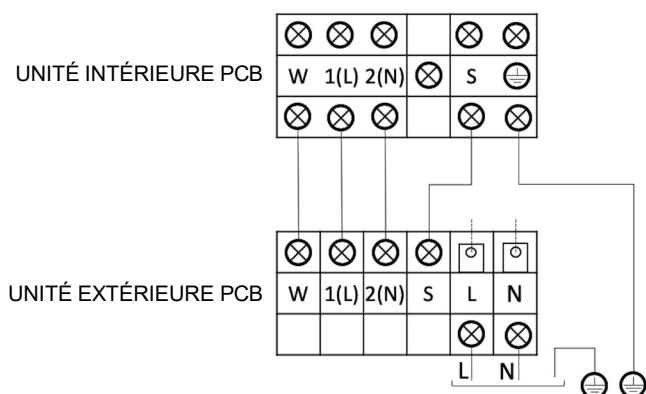 UNITÉ INTÉRIEURE PCB
W 1(L) 2(N) S
UNITÉ EXTÉRIEURE PCB
W 1(L) 2(N) S L N
L N